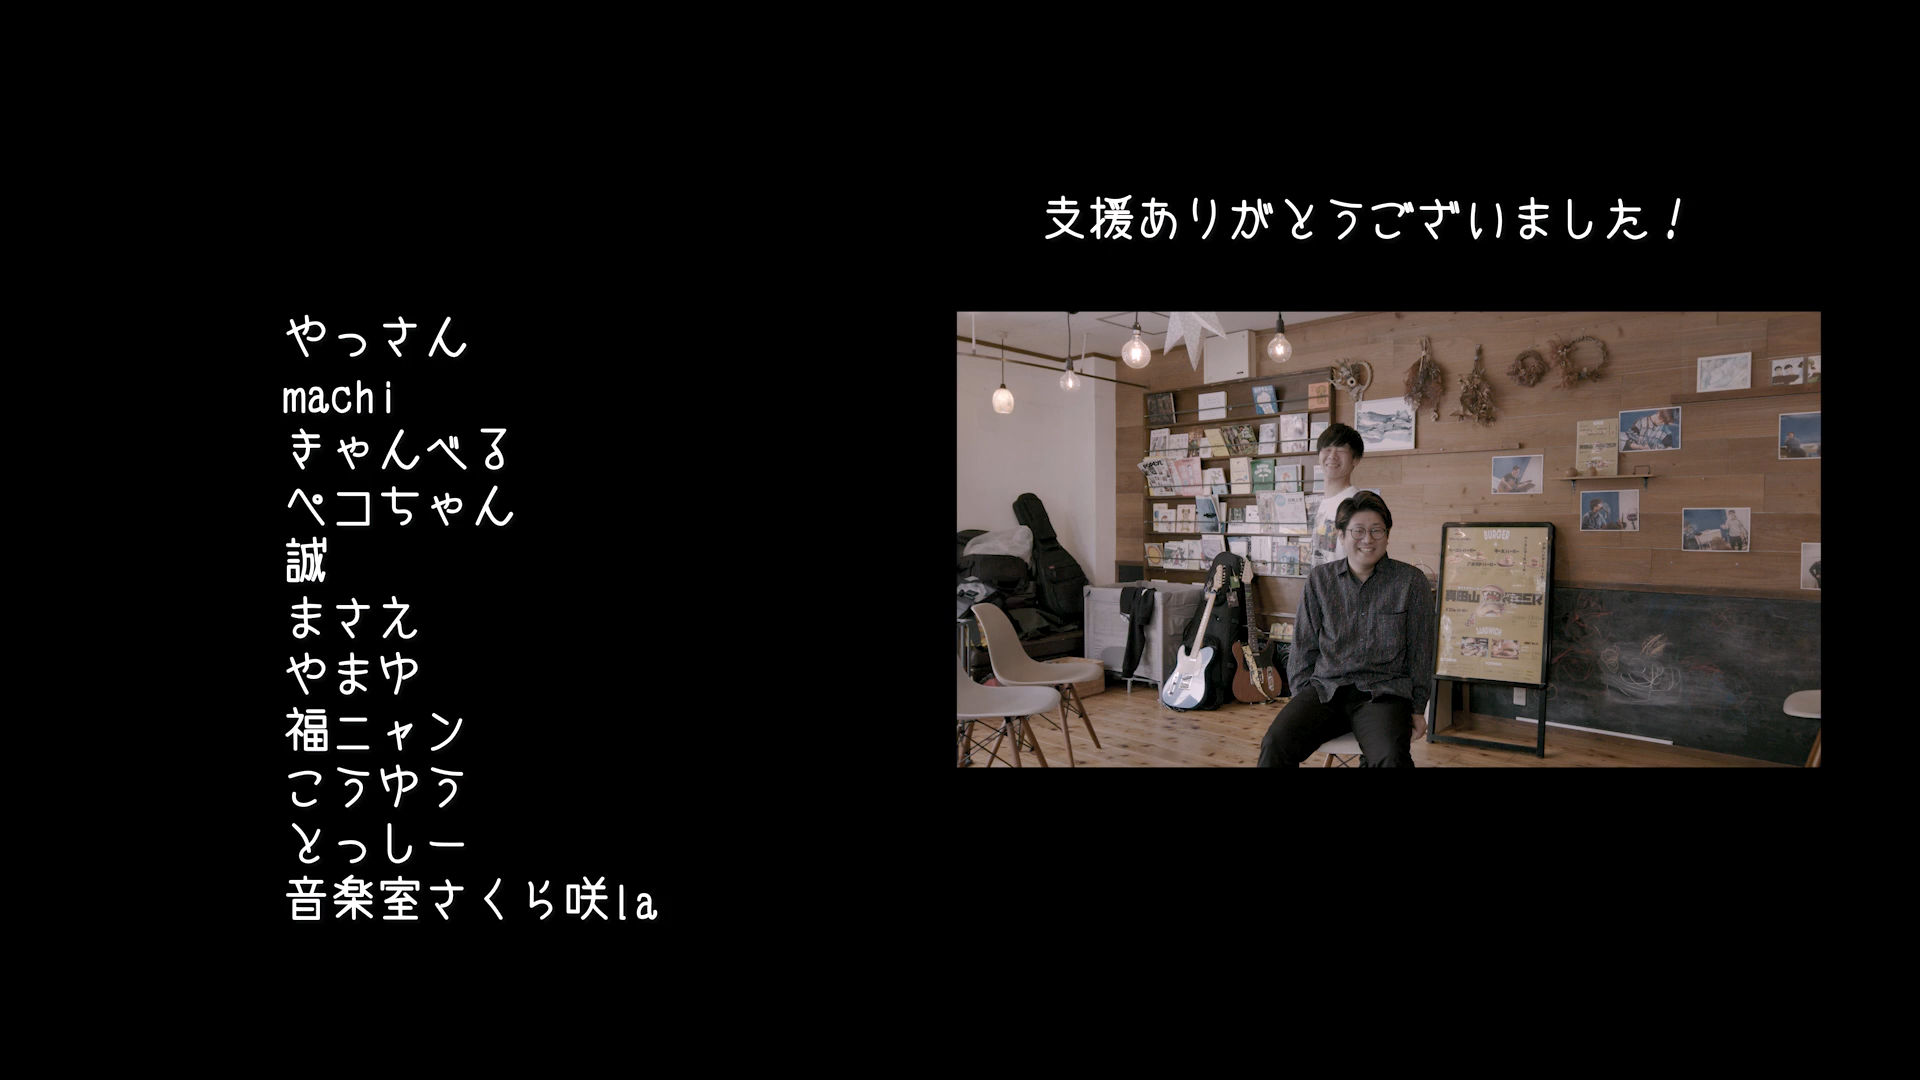 支援ありがとうございました！
やっさん
machi
きゃんべる
ペコちゃん
誠
まさえ
やまゆ
福ニャン
こうゆう
とっしー
音楽室さくら咲la
BURGER